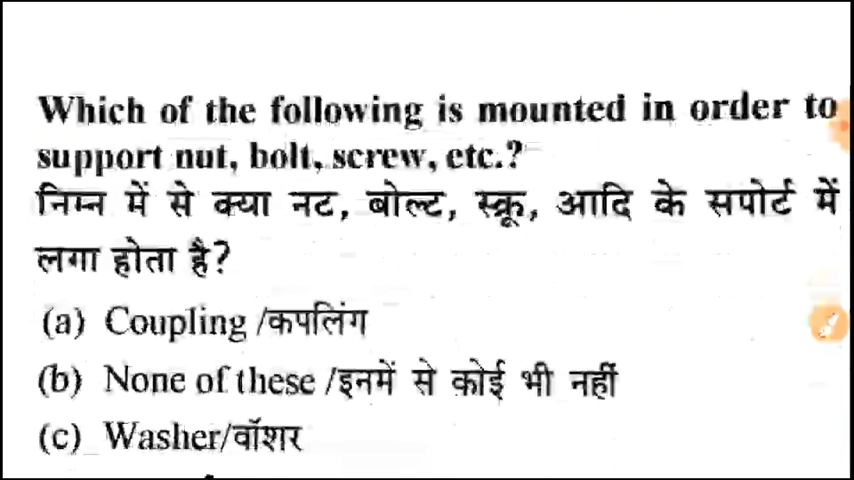 Which of the following is mounted in order to
support nut, bolt, screw, etc.?
निम्न में से क्या नट, बोल्ट, स्क्रू, आदि के सपोर्ट में
लगा होता है?
(a) Coupling /कपलिंग
(b) None of these /इनमें से कोई भी नहीं
(c) Washer/वॉशर